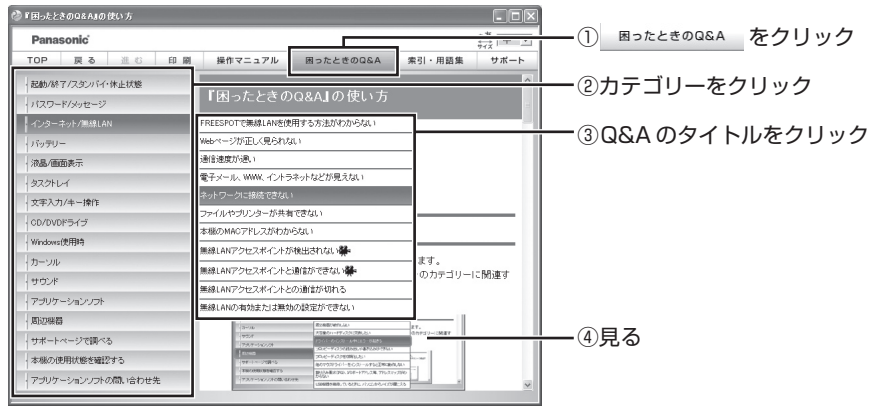 『困ったときのQ&A』の使い方
Panasonic
サイズ
TOP 戻る 進む 印刷 操作マニュアル 困ったときのQ&A 索引・用語集 サポート
起動/終了/スタンバイ・休止状態
パスワード/メッセージ
インターネット/無線LAN
バッテリー
液晶/画面表示
タスクトレイ
文字入力/キー操作
CD/DVDドライブ
Windows使用時
カーソル
サウンド
アプリケーションソフト
周辺機器
サポートページで調べる
本機の使用状態を確認する
アプリケーションソフトの問い合わせ先
『困ったときのQ&A』の使い方
FREESPOTで無線LANを使用する方法がわからない
Webページが正しく見られない
通信速度が遅い
電子メール、WWW、イントラネットなどが見えない
ネットワークに接続できない
ファイルやプリンターが共有できない
本機のMACアドレスがわからない
無線LANアクセスポイントが検出されない
無線LANアクセスポイントと通信ができない
無線LANアクセスポイントとの通信が切れる
無線LANの有効または無効の設定ができない
ます。
のカテゴリーに関連す
① 困ったときのQ&A をクリック
②カテゴリーをクリック
③Q&Aのタイトルをクリック
④見る